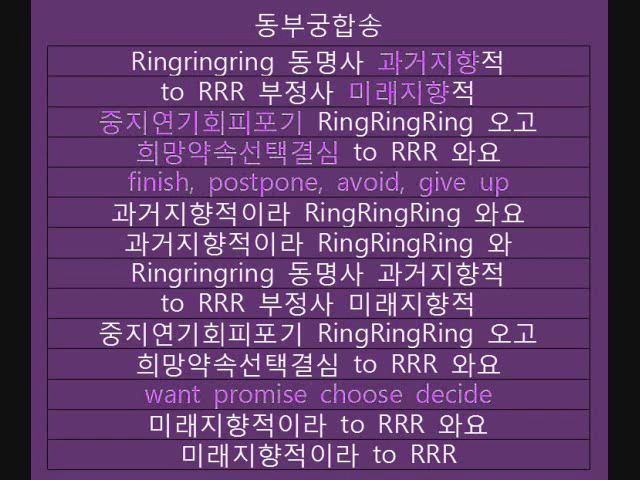 동부궁합송
Ringringring 동명사 과거지향적
to RRR 부정사 미래지향적
중지연기회피포기 RingRingRing 오고
희망약속선택결심 to RRR 와요
finish, postpone, avoid, give up
과거지향적이라 RingRingRing 와요
과거지향적이라 RingRingRing 와
Ringringring 동명사 과거지향적
to RRR 부정사 미래지향적
중지연기회피포기 RingRingRing 오고
희망약속선택결심 to RRR 와요
want promise choose decide
미래지향적이라 to RRR 와요
미래지향적이라 to RRR